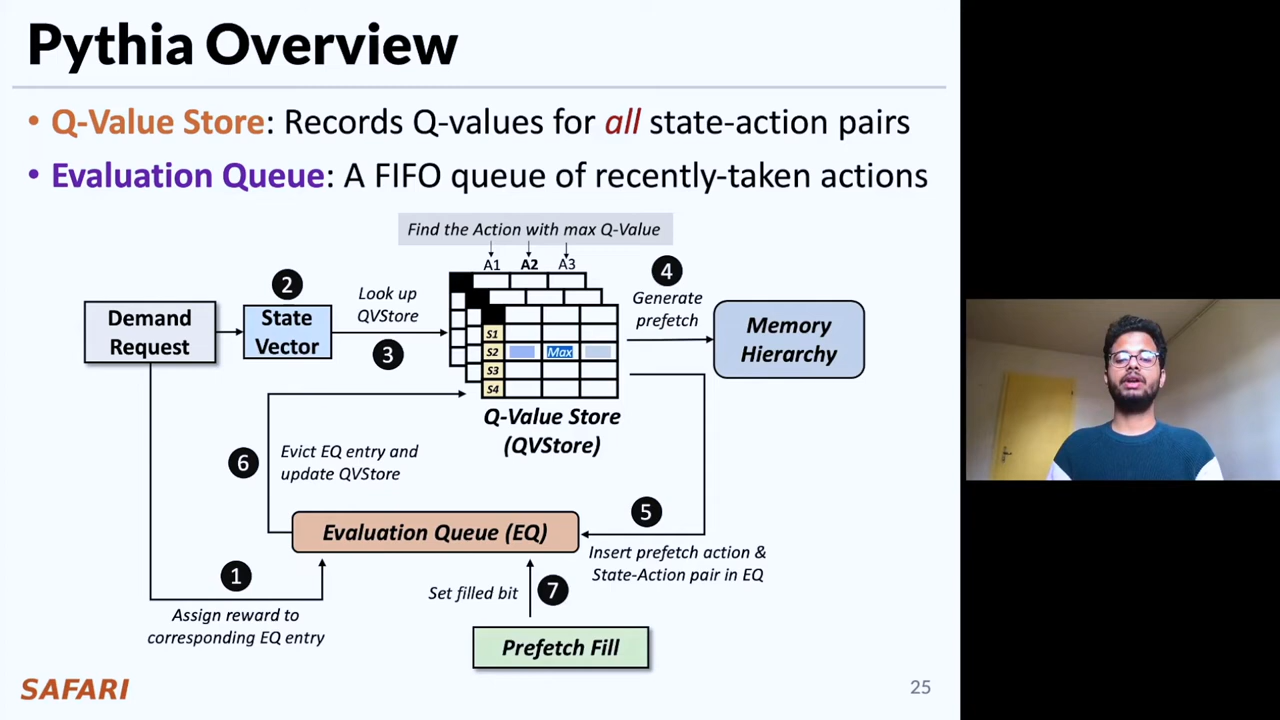 Pythia Overview
• Q-Value Store: Records Q-values for all state-action pairs
• Evaluation Queue: A FIFO queue of recently-taken actions
Find the Action with max Q-Value
A1 A2 A3
2
4
Demand
Request
State
Vector
Look up
QVStore
3
Generate
prefetch
Memory
Hierarchy
S1
S2 Max
S3
S4
Q-Value Store
(QVStore)
6
Evict EQ entry and
update QVStore
Evaluation Queue (EQ)
5
Insert prefetch action &
State-Action pair in EQ
1
Assign reward to
corresponding EQ entry
Set filled bit
7
Prefetch Fill
SAFARI
25